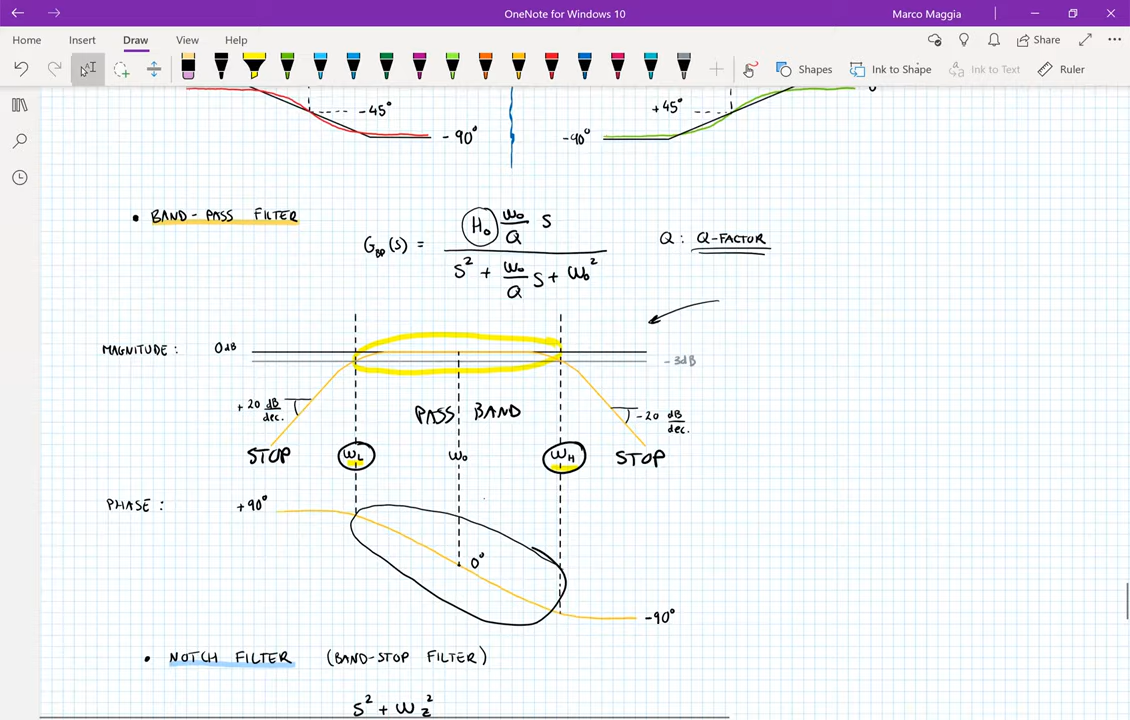 OneNote for Windows 10
Marco Maggia
Home Insert Draw View Help
Share
Shapes Ink to Shape Ink to Text Ruler
-45° +45° 0°
-90° -90°
• BAND-PASS FILTER
G_BP(s) = H₀ ω₀/Q s / (s² + ω₀/Q s + ω₀²)
Q: Q-FACTOR
MAGNITUDE: 0dB -3dB
+20 dB/dec. PASS BAND -20 dB/dec.
STOP ω_L ω₀ ω_H STOP
PHASE: +90°
0°
-90°
• NOTCH FILTER (BAND-STOP FILTER)
s² + ω_z²